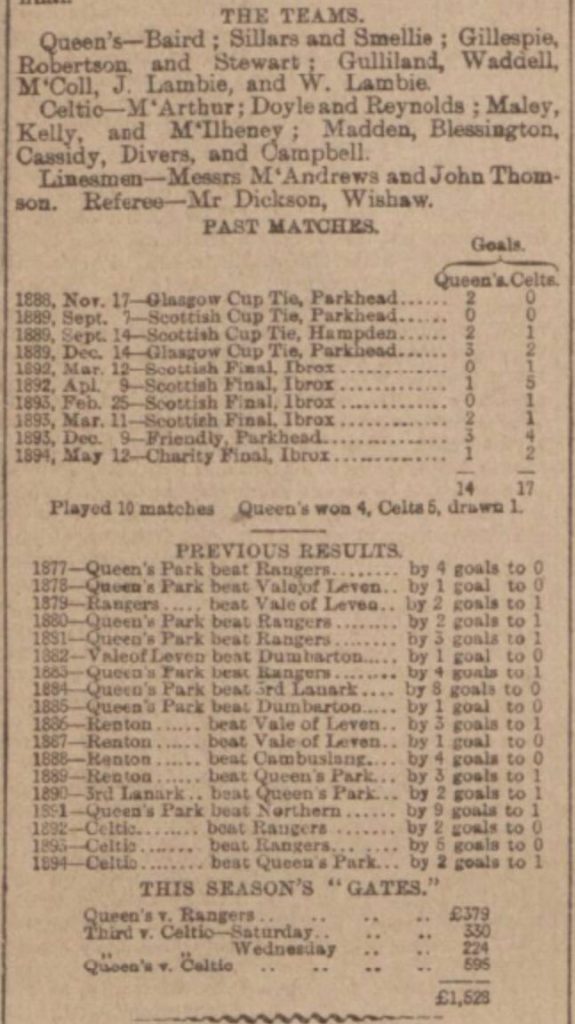 THE TEAMS.
Queen's—Baird ; Sillars and Smellie ; Gillespie,
Robertson, and Stewart ; Gulliland, Waddell,
M'Coll, J. Lambie, and W. Lambie.
Celtic—M'Arthur; Doyle and Reynolds ; Maley,
Kelly, and M'Ilheney ; Madden, Blessington,
Cassidy, Divers, and Campbell.
Linesmen—Messrs M'Andrews and John Thom-
son. Referee—Mr Dickson, Wishaw.
PAST MATCHES.
Goals.
Queen's. Celts.
1888, Nov. 17—Glasgow Cup Tie, Parkhead...... 2 0
1889, Sept. 7—Scottish Cup Tie, Parkhead...... 0 0
1889, Sept. 14—Scottish Cup Tie, Hampden...... 2 1
1889, Dec. 14—Glasgow Cup Tie, Parkhead...... 3 2
1892, Mar. 12—Scottish Final, Ibrox .............. 0 1
1892, Apl. 9—Scottish Final, Ibrox .............. 1 5
1893, Feb. 25—Scottish Final, Ibrox .............. 0 1
1893, Mar. 11—Scottish Final, Ibrox .............. 2 1
1893, Dec. 9—Friendly, Parkhead................. 3 4
1894, May 12—Charity Final, Ibrox............... 1 2
14 17
Played 10 matches Queen's won 4, Celts 5, drawn 1.
PREVIOUS RESULTS.
1877—Queen's Park beat Rangers........ by 4 goals to 0
1878—Queen's Park beat Vale of Leven.. by 1 goal to 0
1879—Rangers..... beat Vale of Leven.. by 2 goals to 1
1880—Queen's Park beat Rangers........ by 2 goals to 1
1881—Queen's Park beat Rangers........ by 3 goals to 1
1882—Vale of Leven beat Dumbarton..... by 1 goal to 0
1883—Queen's Park beat Rangers........ by 4 goals to 1
1884—Queen's Park beat 3rd Lanark.... by 8 goals to 0
1885—Queen's Park beat Dumbarton..... by 1 goal to 0
1886—Renton...... beat Vale of Leven.. by 3 goals to 1
1887—Renton...... beat Vale of Leven.. by 1 goal to 0
1888—Renton...... beat Cambuslang.... by 4 goals to 0
1889—Renton...... beat Queen's Park... by 3 goals to 1
1890—3rd Lanark.. beat Queen's Park... by 2 goals to 1
1891—Queen's Park beat Northern...... by 9 goals to 1
1892—Celtic........ beat Rangers ........ by 2 goals to 0
1893—Celtic....... beat Rangers... ..... by 5 goals to 0
1894—Celtic....... beat Queen's Park... by 2 goals to 1
THIS SEASON'S "GATES."
Queen's v. Rangers.. .. .. .. £379
Third v. Celtic—Saturday.. .. .. 330
" " Wednesday .. .. 224
Queen's v. Celtic .. .. .. .. 595
£1,528